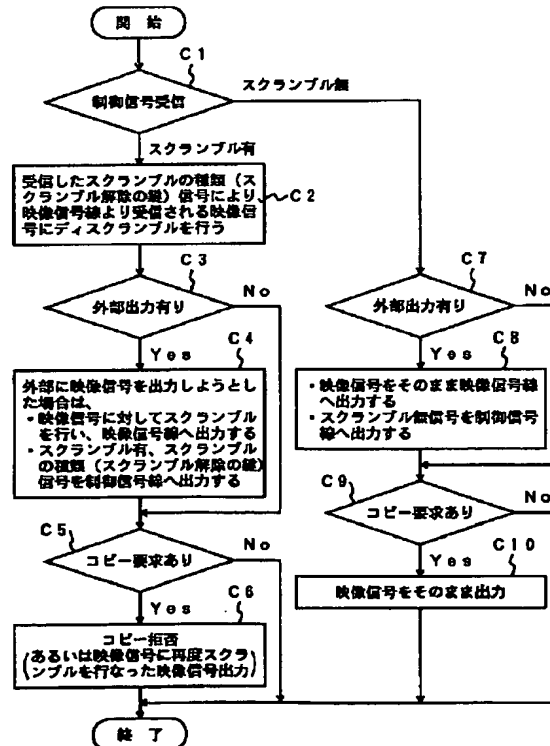 開 始
C1
制御信号受信
スクランブル無
スクランブル有
受信したスクランブルの種類（ス
クランブル解除の鍵）信号により
映像信号線より受信される映像信
号にディスクランブルを行う
C2
C3
外部出力有り
No
C7
外部出力有り
No
Yes
C4
Yes
C8
外部に映像信号を出力しようとし
た場合は、
・映像信号に対してスクランブル
を行い、映像信号線へ出力する
・スクランブル有、スクランブル
の種類（スクランブル解除の鍵）
信号を制御信号線へ出力する
・映像信号をそのまま映像信号線
へ出力する
・スクランブル無信号を制御信号
線へ出力する
C5
コピー要求あり
No
C9
コピー要求あり
No
Yes
C6
Yes
C10
コピー拒否
（あるいは映像信号に再度スクラ
ンブルを行なった映像信号出力）
映像信号をそのまま出力
終 了